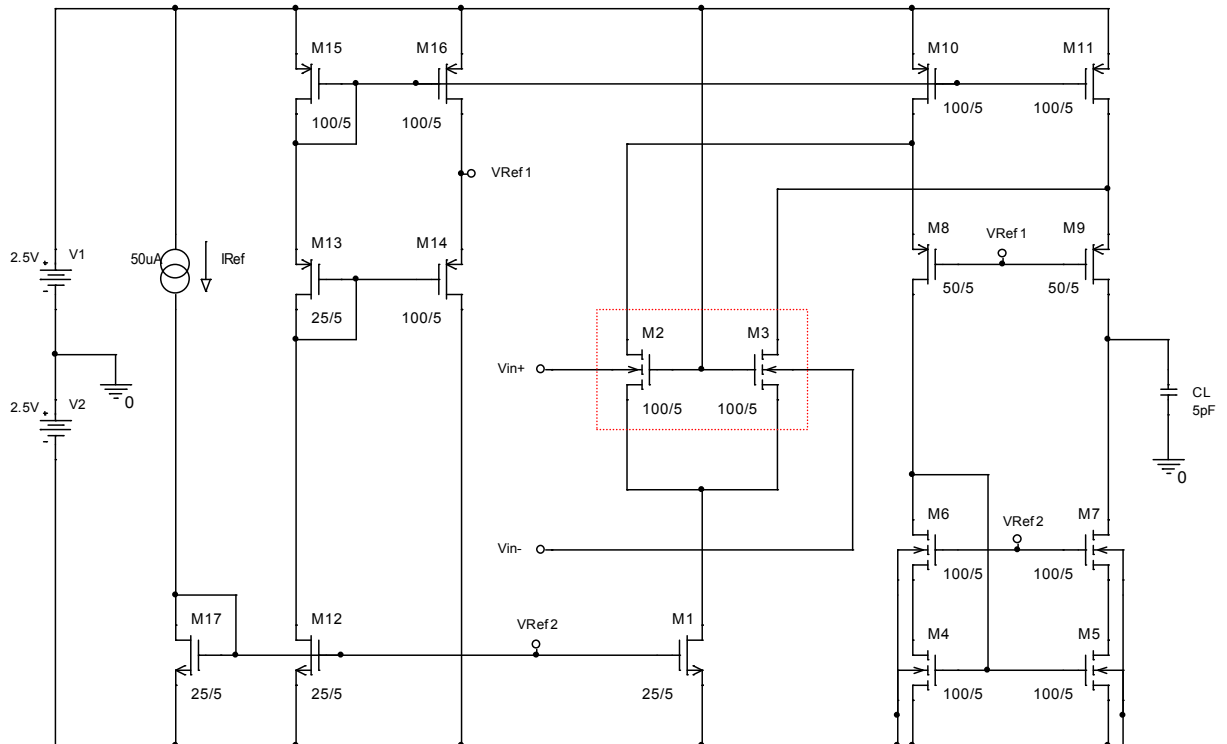 M15
M16
M10
M11
100/5
100/5
100/5
100/5
VRef1
M13
M14
M8
VRef1
M9
2.5V
V1
50uA
IRef
25/5
100/5
50/5
50/5
M2
M3
Vin+
0
2.5V
V2
100/5
100/5
CL
5pF
0
M6
VRef2
M7
Vin-
100/5
100/5
M17
M12
VRef2
M1
M4
M5
25/5
25/5
25/5
100/5
100/5